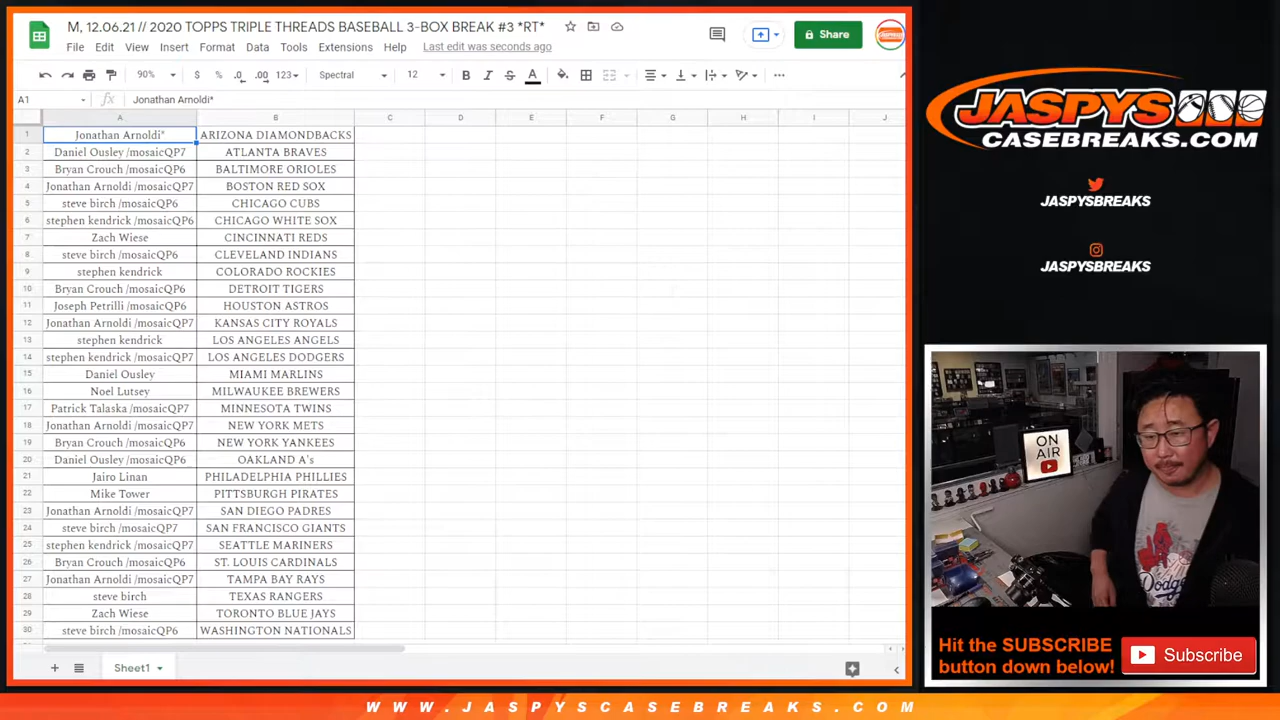 M, 12.06.21 // 2020 TOPPS TRIPLE THREADS BASEBALL 3-BOX BREAK #3 *RT*
File Edit View Insert Format Data Tools Extensions Help Last edit was seconds ago
Share
90% $ % .0 .00 123 Spectral 12 B I S A
A1 fx Jonathan Arnoldi*
A B C D E F G H I J
1 Jonathan Arnoldi* ARIZONA DIAMONDBACKS
2 Daniel Ousley /mosaicQP7 ATLANTA BRAVES
3 Bryan Crouch /mosaicQP6 BALTIMORE ORIOLES
4 Jonathan Arnoldi /mosaicQP7 BOSTON RED SOX
5 steve birch /mosaicQP6 CHICAGO CUBS
6 stephen kendrick /mosaicQP6 CHICAGO WHITE SOX
7 Zach Wiese CINCINNATI REDS
8 steve birch /mosaicQP6 CLEVELAND INDIANS
9 stephen kendrick COLORADO ROCKIES
10 Bryan Crouch /mosaicQP6 DETROIT TIGERS
11 Joseph Petrilli /mosaicQP6 HOUSTON ASTROS
12 Jonathan Arnoldi /mosaicQP7 KANSAS CITY ROYALS
13 stephen kendrick LOS ANGELES ANGELS
14 stephen kendrick /mosaicQP7 LOS ANGELES DODGERS
15 Daniel Ousley MIAMI MARLINS
16 Noel Lutsey MILWAUKEE BREWERS
17 Patrick Talaska /mosaicQP7 MINNESOTA TWINS
18 Jonathan Arnoldi /mosaicQP7 NEW YORK METS
19 Bryan Crouch /mosaicQP6 NEW YORK YANKEES
20 Daniel Ousley /mosaicQP6 OAKLAND A's
21 Jairo Linan PHILADELPHIA PHILLIES
22 Mike Tower PITTSBURGH PIRATES
23 Jonathan Arnoldi /mosaicQP7 SAN DIEGO PADRES
24 steve birch /mosaicQP7 SAN FRANCISCO GIANTS
25 stephen kendrick /mosaicQP7 SEATTLE MARINERS
26 Bryan Crouch /mosaicQP6 ST. LOUIS CARDINALS
27 Jonathan Arnoldi /mosaicQP7 TAMPA BAY RAYS
28 steve birch TEXAS RANGERS
29 Zach Wiese TORONTO BLUE JAYS
30 steve birch /mosaicQP6 WASHINGTON NATIONALS
Sheet1
JASPYS
CASEBREAKS.COM
JASPYSBREAKS
JASPYSBREAKS
ON
AIR
Dodgers
Hit the SUBSCRIBE
button down below!
Subscribe
WWW.JASPYSCASEBREAKS.COM